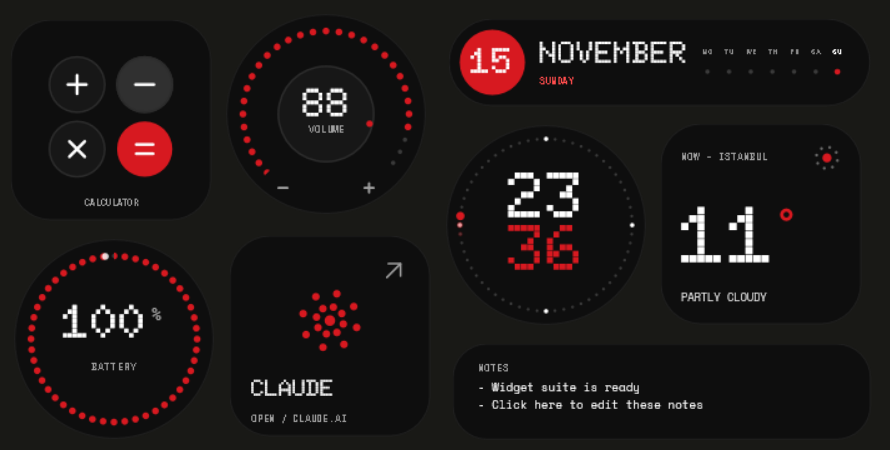 + −
× =
CALCULATOR
88
VOLUME
− +
15
NOVEMBER
SUNDAY
MO TU WE TH FR SA SU
23
36
NOW - ISTANBUL
11°
PARTLY CLOUDY
100%
BATTERY
CLAUDE
OPEN / CLAUDE.AI
NOTES
- Widget suite is ready
- Click here to edit these notes